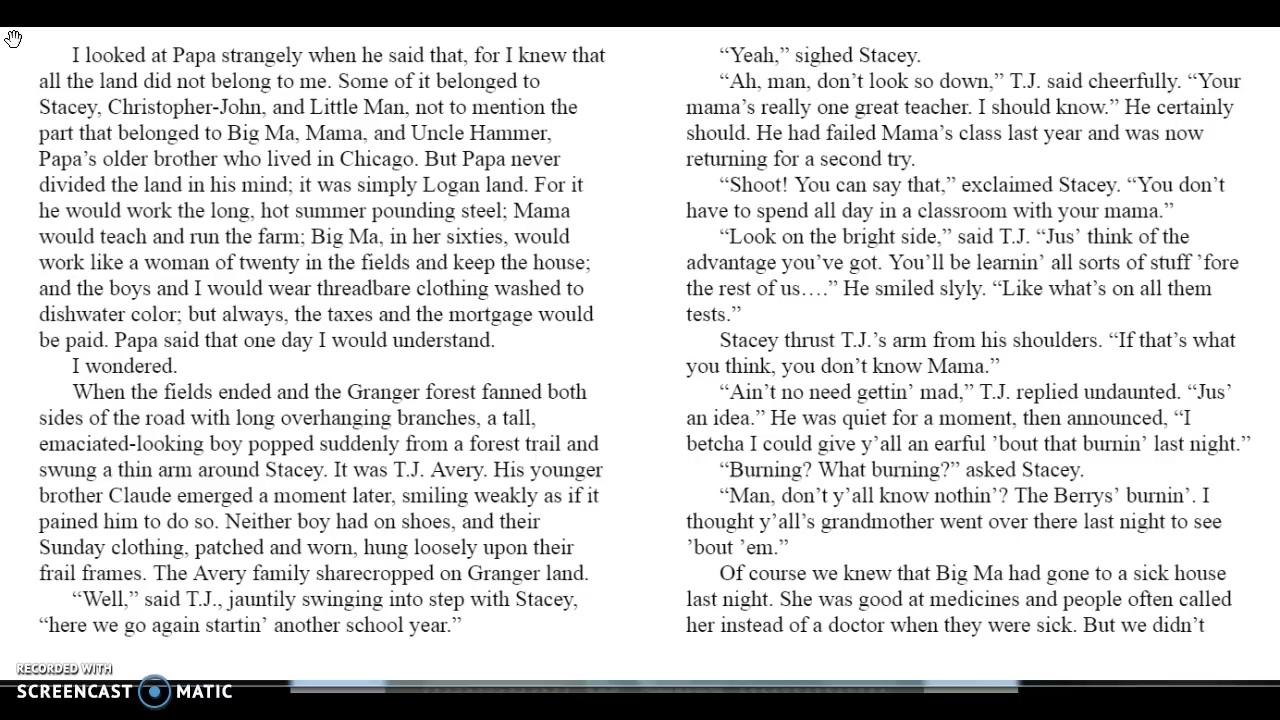 I looked at Papa strangely when he said that, for I knew that
all the land did not belong to me. Some of it belonged to
Stacey, Christopher-John, and Little Man, not to mention the
part that belonged to Big Ma, Mama, and Uncle Hammer,
Papa’s older brother who lived in Chicago. But Papa never
divided the land in his mind; it was simply Logan land. For it
he would work the long, hot summer pounding steel; Mama
would teach and run the farm; Big Ma, in her sixties, would
work like a woman of twenty in the fields and keep the house;
and the boys and I would wear threadbare clothing washed to
dishwater color; but always, the taxes and the mortgage would
be paid. Papa said that one day I would understand.
I wondered.
When the fields ended and the Granger forest fanned both
sides of the road with long overhanging branches, a tall,
emaciated-looking boy popped suddenly from a forest trail and
swung a thin arm around Stacey. It was T.J. Avery. His younger
brother Claude emerged a moment later, smiling weakly as if it
pained him to do so. Neither boy had on shoes, and their
Sunday clothing, patched and worn, hung loosely upon their
frail frames. The Avery family sharecropped on Granger land.
“Well,” said T.J., jauntily swinging into step with Stacey,
“here we go again startin’ another school year.”
“Yeah,” sighed Stacey.
“Ah, man, don’t look so down,” T.J. said cheerfully. “Your
mama’s really one great teacher. I should know.” He certainly
should. He had failed Mama’s class last year and was now
returning for a second try.
“Shoot! You can say that,” exclaimed Stacey. “You don’t
have to spend all day in a classroom with your mama.”
“Look on the bright side,” said T.J. “Jus’ think of the
advantage you’ve got. You’ll be learnin’ all sorts of stuff ’fore
the rest of us….” He smiled slyly. “Like what’s on all them
tests.”
Stacey thrust T.J.’s arm from his shoulders. “If that’s what
you think, you don’t know Mama.”
“Ain’t no need gettin’ mad,” T.J. replied undaunted. “Jus’
an idea.” He was quiet for a moment, then announced, “I
betcha I could give y’all an earful ’bout that burnin’ last night.”
“Burning? What burning?” asked Stacey.
“Man, don’t y’all know nothin’? The Berrys’ burnin’. I
thought y’all’s grandmother went over there last night to see
’bout ’em.”
Of course we knew that Big Ma had gone to a sick house
last night. She was good at medicines and people often called
her instead of a doctor when they were sick. But we didn’t
RECORDED WITH
SCREENCAST MATIC